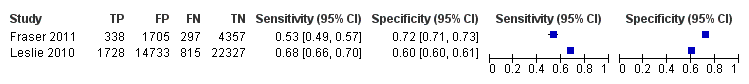 Study TP FP FN TN Sensitivity (95% CI) Specificity (95% CI) Sensitivity (95% CI) Specificity (95% CI)
Fraser 2011 338 1705 297 4357 0.53 [0.49, 0.57] 0.72 [0.71, 0.73]
Leslie 2010 1728 14733 815 22327 0.68 [0.66, 0.70] 0.60 [0.60, 0.61]
0 0.2 0.4 0.6 0.8 1 0 0.2 0.4 0.6 0.8 1